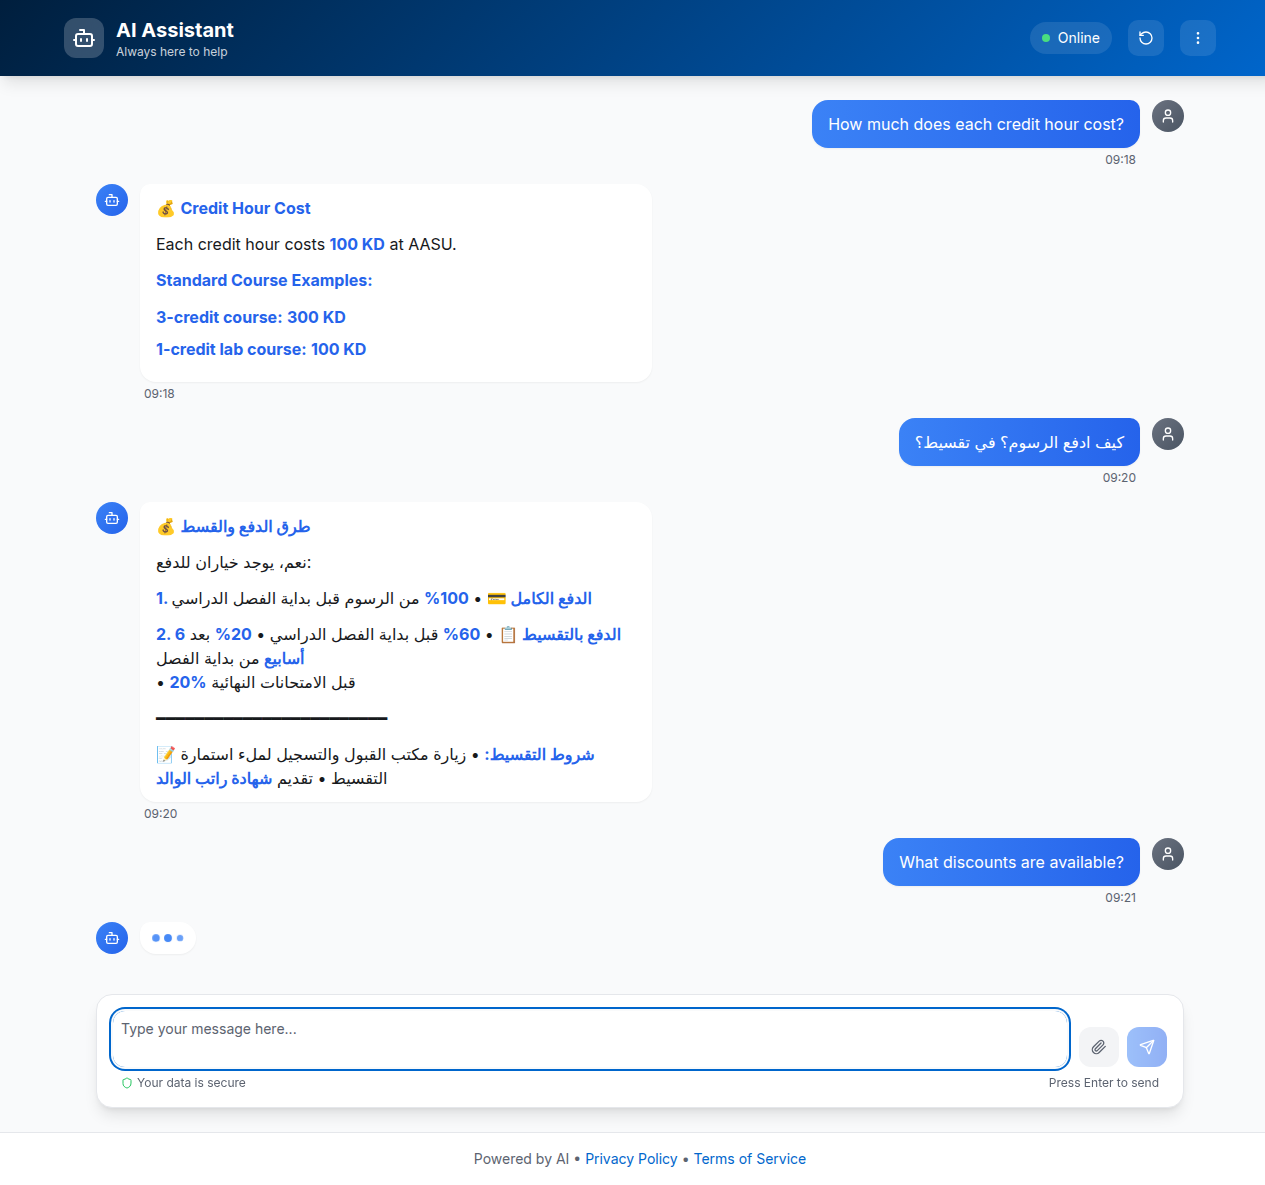 AI Assistant
Always here to help
Online
How much does each credit hour cost?
09:18
💰 Credit Hour Cost
Each credit hour costs 100 KD at AASU.
Standard Course Examples:
3-credit course: 300 KD
1-credit lab course: 100 KD
09:18
كيف ادفع الرسوم؟ في تقسيط؟
09:20
💰 طرق الدفع والقسط
نعم، يوجد خياران للدفع:
1. الدفع الكامل 💳 • 100% من الرسوم قبل بداية الفصل الدراسي
2. الدفع بالتقسيط 📋 • 60% قبل بداية الفصل الدراسي • 20% بعد 6
أسابيع من بداية الفصل
• 20% قبل الامتحانات النهائية
━━━━━━━━━━━━━━━━━━━━━
📝 شروط التقسيط: • زيارة مكتب القبول والتسجيل لملء استمارة
التقسيط • تقديم شهادة راتب الوالد
09:20
What discounts are available?
09:21
Type your message here...
Your data is secure
Press Enter to send
Powered by AI • Privacy Policy • Terms of Service